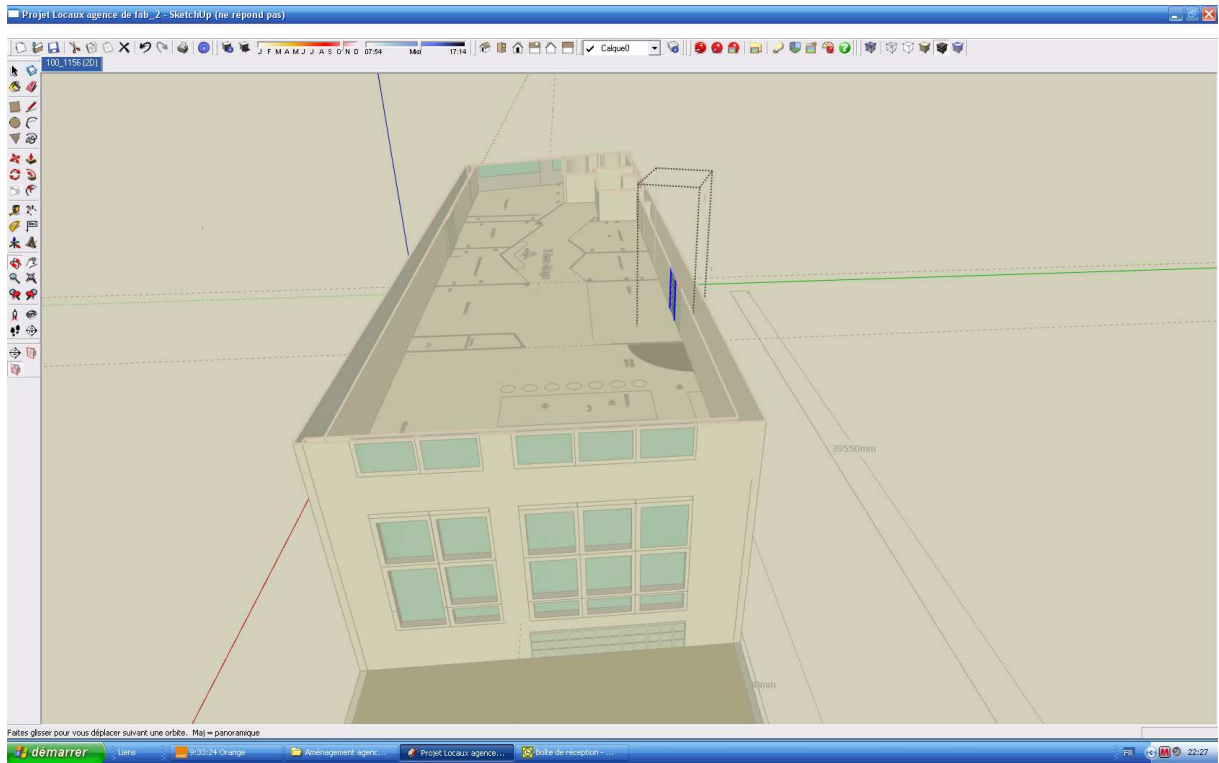 Projet Locaux agence de fab_2 - SketchUp (ne répond pas)
J F M A M J J A S O N D 07:54 Midi 17:14 Calque0
100_1156 (2D)
39550mm
Faites glisser pour vous déplacer suivant une orbite. Maj = panoramique
démarrer Liens 9:33:24 Orange Aménagement agenc... Projet Locaux agence... Boîte de réception - ... FR 22:27